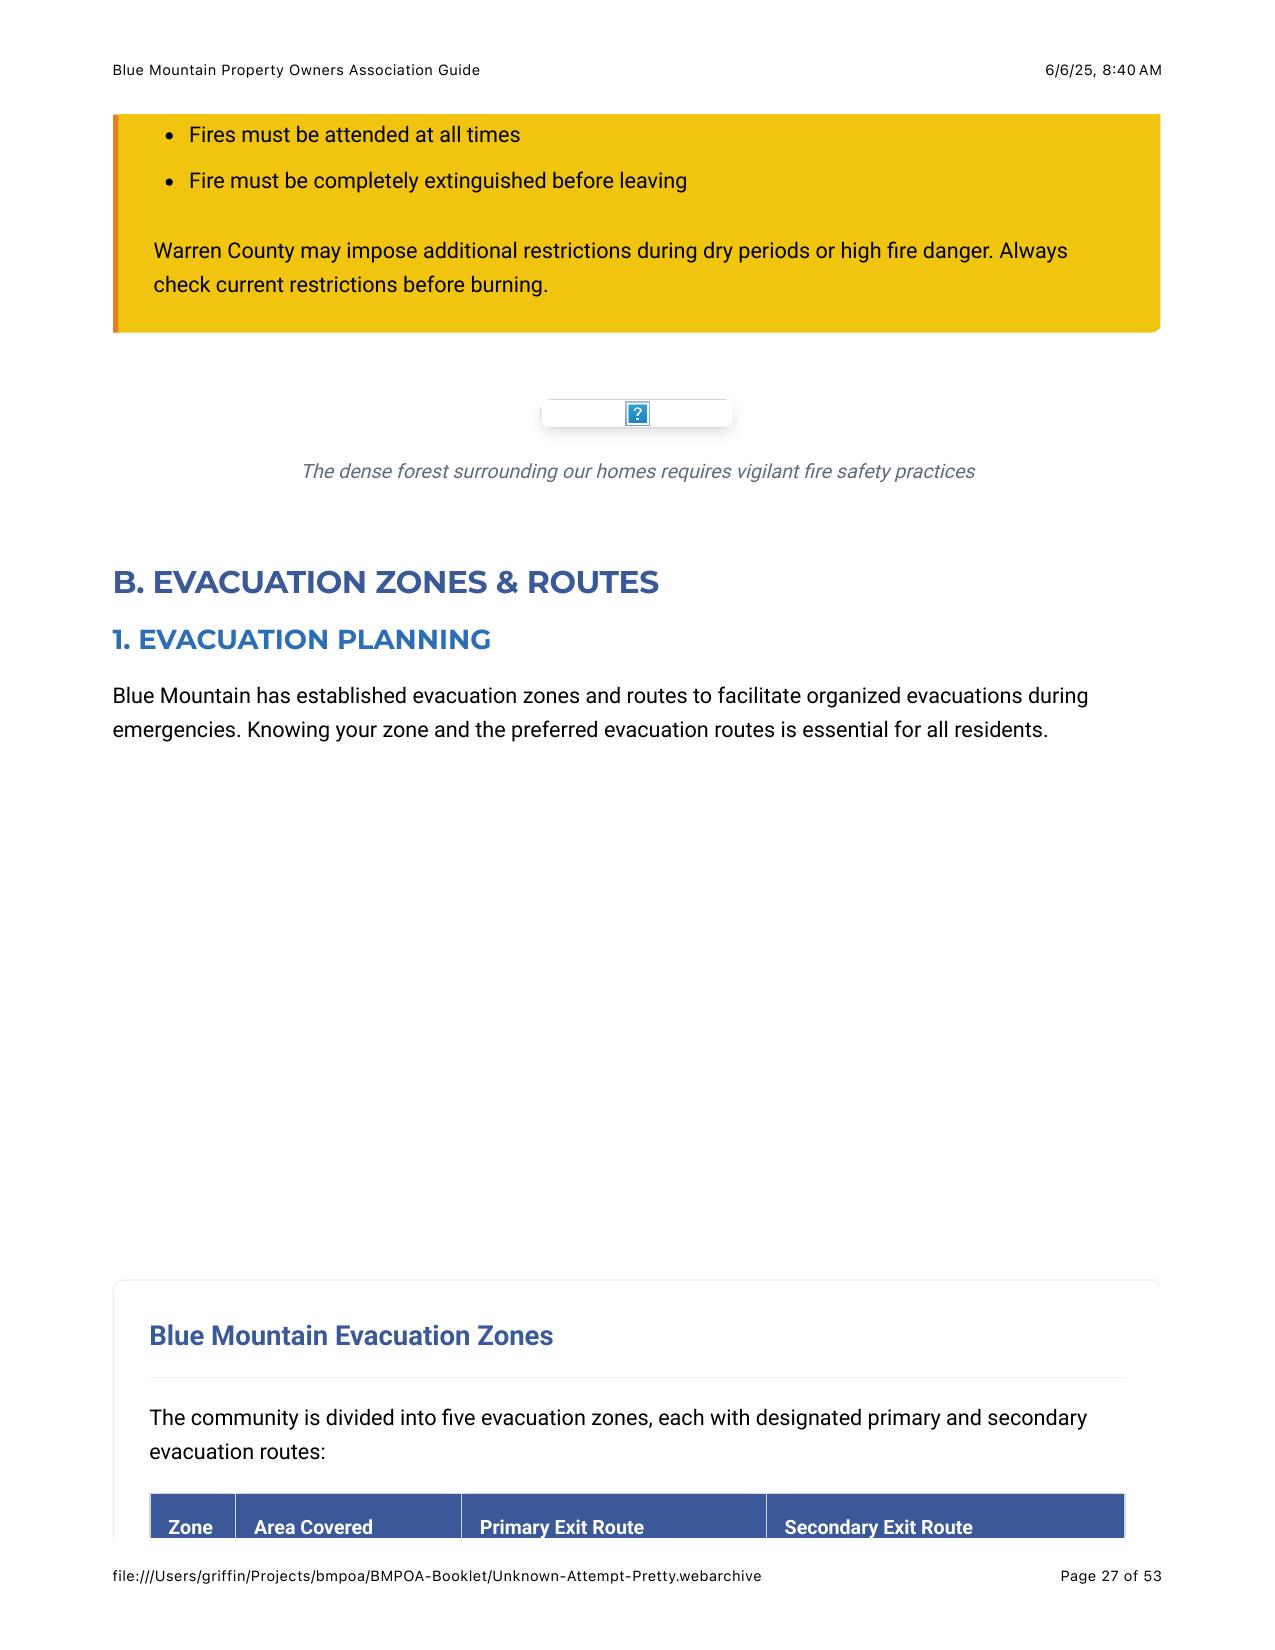 Blue Mountain Property Owners Association Guide 6/6/25, 8:40 AM
• Fires must be attended at all times
• Fire must be completely extinguished before leaving
Warren County may impose additional restrictions during dry periods or high fire danger. Always
check current restrictions before burning.
?
The dense forest surrounding our homes requires vigilant fire safety practices
B. EVACUATION ZONES & ROUTES
1. EVACUATION PLANNING
Blue Mountain has established evacuation zones and routes to facilitate organized evacuations during
emergencies. Knowing your zone and the preferred evacuation routes is essential for all residents.
Blue Mountain Evacuation Zones
The community is divided into five evacuation zones, each with designated primary and secondary
evacuation routes:
Zone Area Covered Primary Exit Route Secondary Exit Route
file:///Users/griffin/Projects/bmpoa/BMPOA-Booklet/Unknown-Attempt-Pretty.webarchive Page 27 of 53